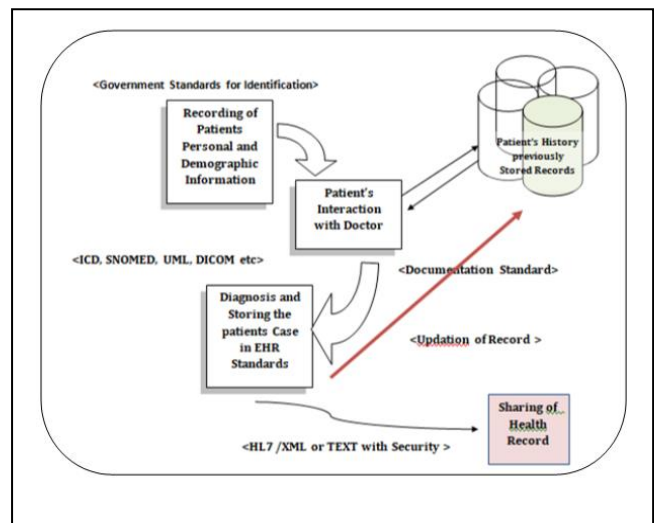 <Government Standards for Identification>
Recording of
Patients
Personal and
Demographic
Information
Patient's History
previously
Stored Records
Patient's
Interaction
with Doctor
<ICD, SNOMED, UML, DICOM etc>
<Documentation Standard>
Diagnosis and
Storing the
patients Case
in EHR
Standards
<Updation of Record >
Sharing of
Health
Record
<HL7 /XML or TEXT with Security >